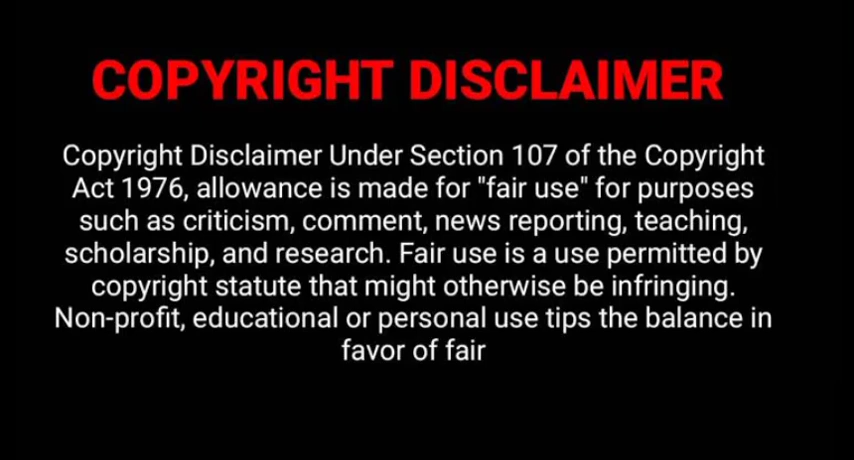 COPYRIGHT DISCLAIMER
Copyright Disclaimer Under Section 107 of the Copyright
Act 1976, allowance is made for "fair use" for purposes
such as criticism, comment, news reporting, teaching,
scholarship, and research. Fair use is a use permitted by
copyright statute that might otherwise be infringing.
Non-profit, educational or personal use tips the balance in
favor of fair